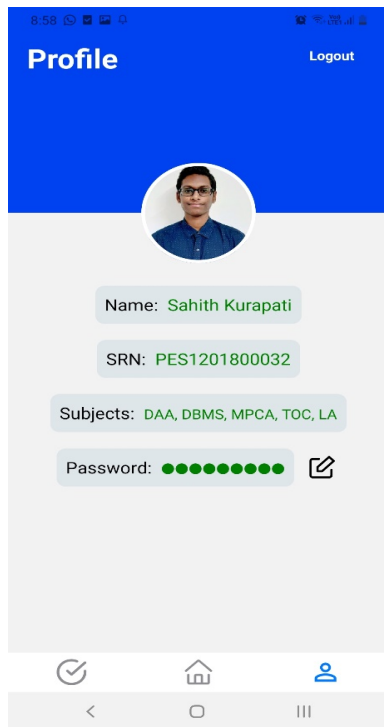 8:58
Profile
Logout
Name: Sahith Kurapati
SRN: PES1201800032
Subjects: DAA, DBMS, MPCA, TOC, LA
Password: ●●●●●●●●●